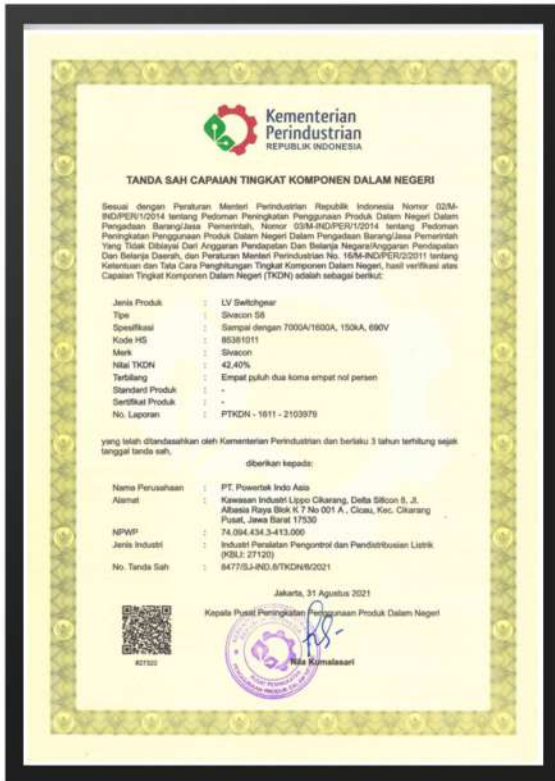 Kementerian
Perindustrian
REPUBLIK INDONESIA
TANDA SAH CAPAIAN TINGKAT KOMPONEN DALAM NEGERI
Sesuai dengan Peraturan Menteri Perindustrian Republik Indonesia Nomor 02/M-
IND/PER/1/2014 tentang Pedoman Peningkatan Penggunaan Produk Dalam Negeri Dalam
Pengadaan Barang/Jasa Pemerintah, Nomor 03/M-IND/PER/1/2014 tentang Pedoman
Peningkatan Penggunaan Produk Dalam Negeri Dalam Pengadaan Barang/Jasa Pemerintah
Yang Tidak Dibiayai Dari Anggaran Pendapatan Dan Belanja Negara/Anggaran Pendapatan
Dan Belanja Daerah, dan Peraturan Menteri Perindustrian No. 16/M-IND/PER/2/2011 tentang
Ketentuan dan Tata Cara Penghitungan Tingkat Komponen Dalam Negeri, hasil verifikasi atas
Capaian Tingkat Komponen Dalam Negeri (TKDN) adalah sebagai berikut:
Jenis Produk : LV Switchgear
Tipe : Sivacon S8
Spesifikasi : Sampai dengan 7000A/1600A, 150kA, 690V
Kode HS : 85381011
Merk : Sivacon
Nilai TKDN : 42,40%
Terbilang : Empat puluh dua koma empat nol persen
Standard Produk : -
Sertifikat Produk : -
No. Laporan : PTKDN - 1611 - 2103979
yang telah ditandasahkan oleh Kementerian Perindustrian dan berlaku 3 tahun terhitung sejak
tanggal tanda sah,
diberikan kepada:
Nama Perusahaan : PT. Powertek Indo Asia
Alamat : Kawasan Industri Lippo Cikarang, Delta Silicon 8, Jl.
Albasia Raya Blok K 7 No 001 A , Cicau, Kec. Cikarang
Pusat, Jawa Barat 17530
NPWP : 74.094.434.3-413.000
Jenis Industri : Industri Peralatan Pengontrol dan Pendistribusian Listrik
(KBLI: 27120)
No. Tanda Sah : 8477/SJ-IND.8/TKDN/8/2021
Jakarta, 31 Agustus 2021
Kepala Pusat Peningkatan Penggunaan Produk Dalam Negeri
Nila Kumalasari